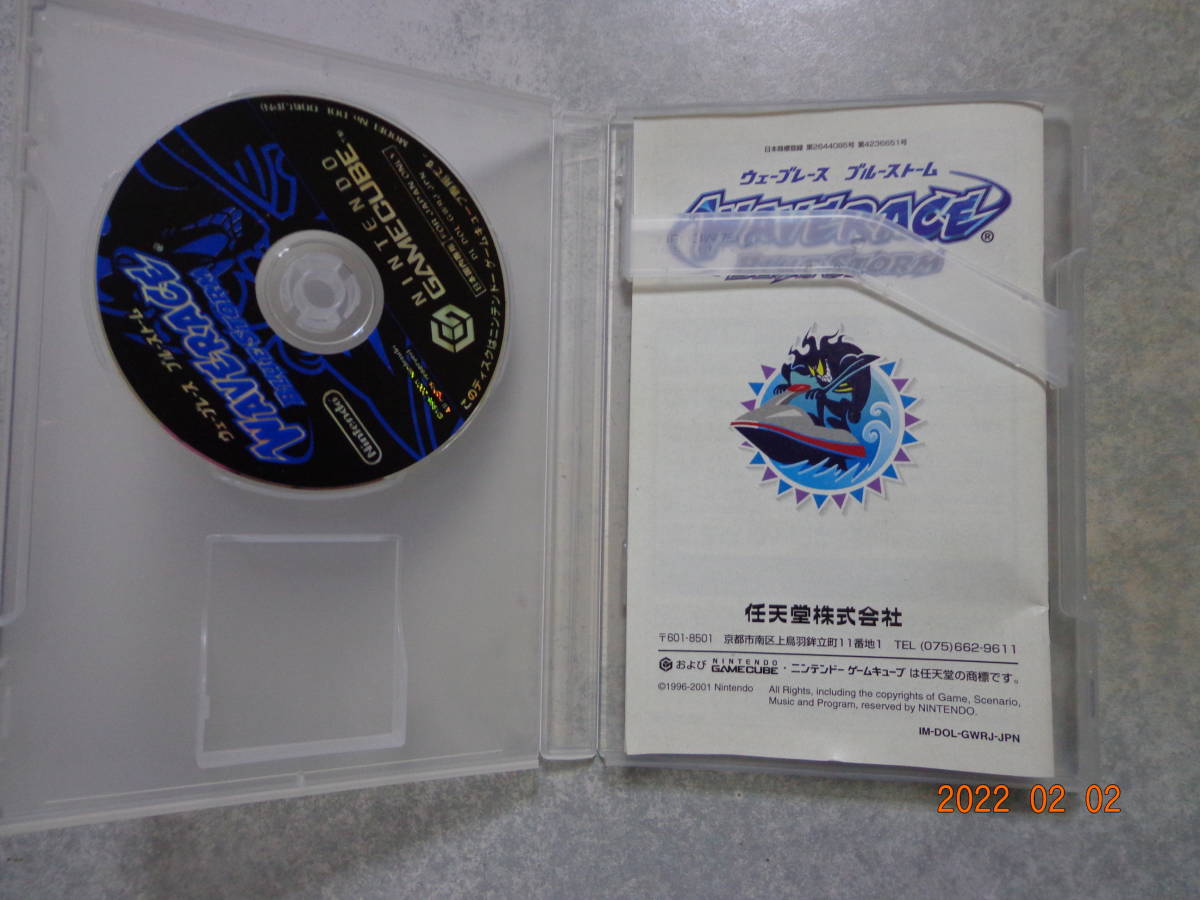 ウェーブレース ブルーストーム
WAVERACE
BLUE STORM
NINTENDO
GAMECUBE
Nintendo
日本商標登録 第2644085号 第4236651号
ウェーブレース ブルーストーム
WAVERACE®
BLUE STORM
任天堂株式会社
〒601-8501 京都市南区上鳥羽鉾立町11番地1 TEL (075)662-9611
および NINTENDO GAMECUBE・ニンテンドーゲームキューブ は任天堂の商標です。
©1996-2001 Nintendo All Rights, including the copyrights of Game, Scenario,
Music and Program, reserved by NINTENDO.
IM-DOL-GWRJ-JPN
2022 02 02